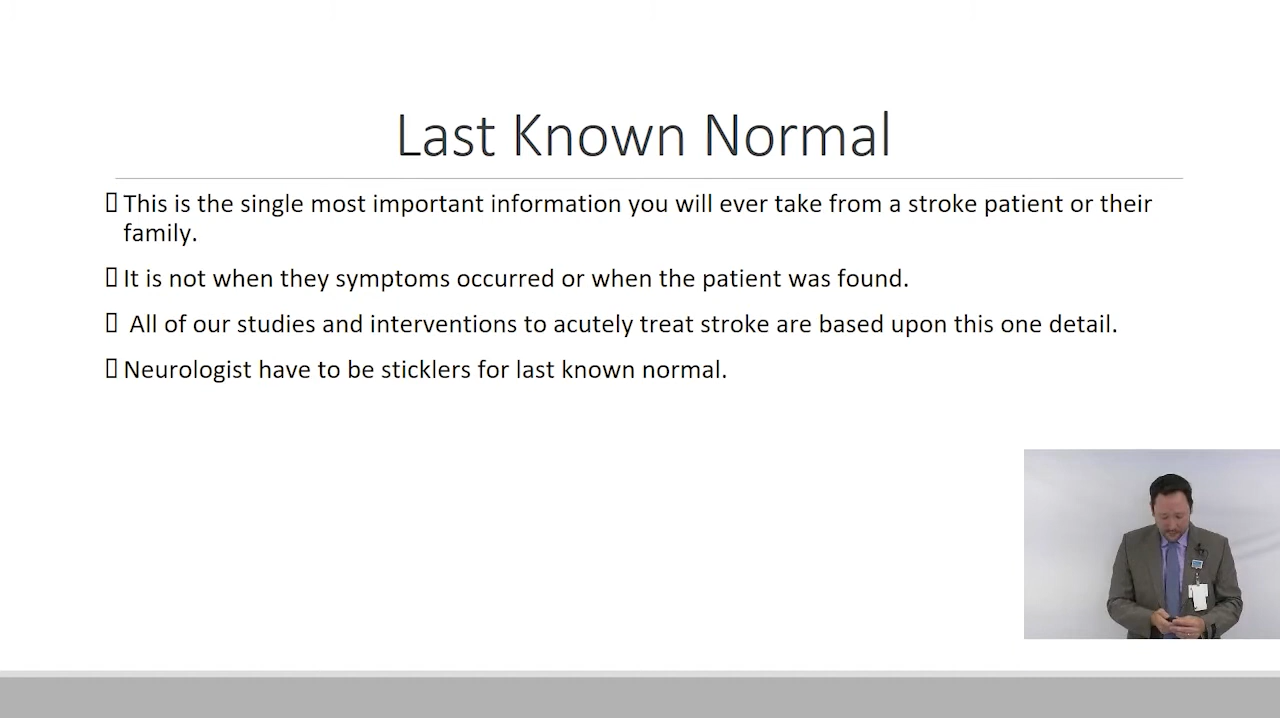 Last Known Normal
This is the single most important information you will ever take from a stroke patient or their
family.
It is not when they symptoms occurred or when the patient was found.
All of our studies and interventions to acutely treat stroke are based upon this one detail.
Neurologist have to be sticklers for last known normal.